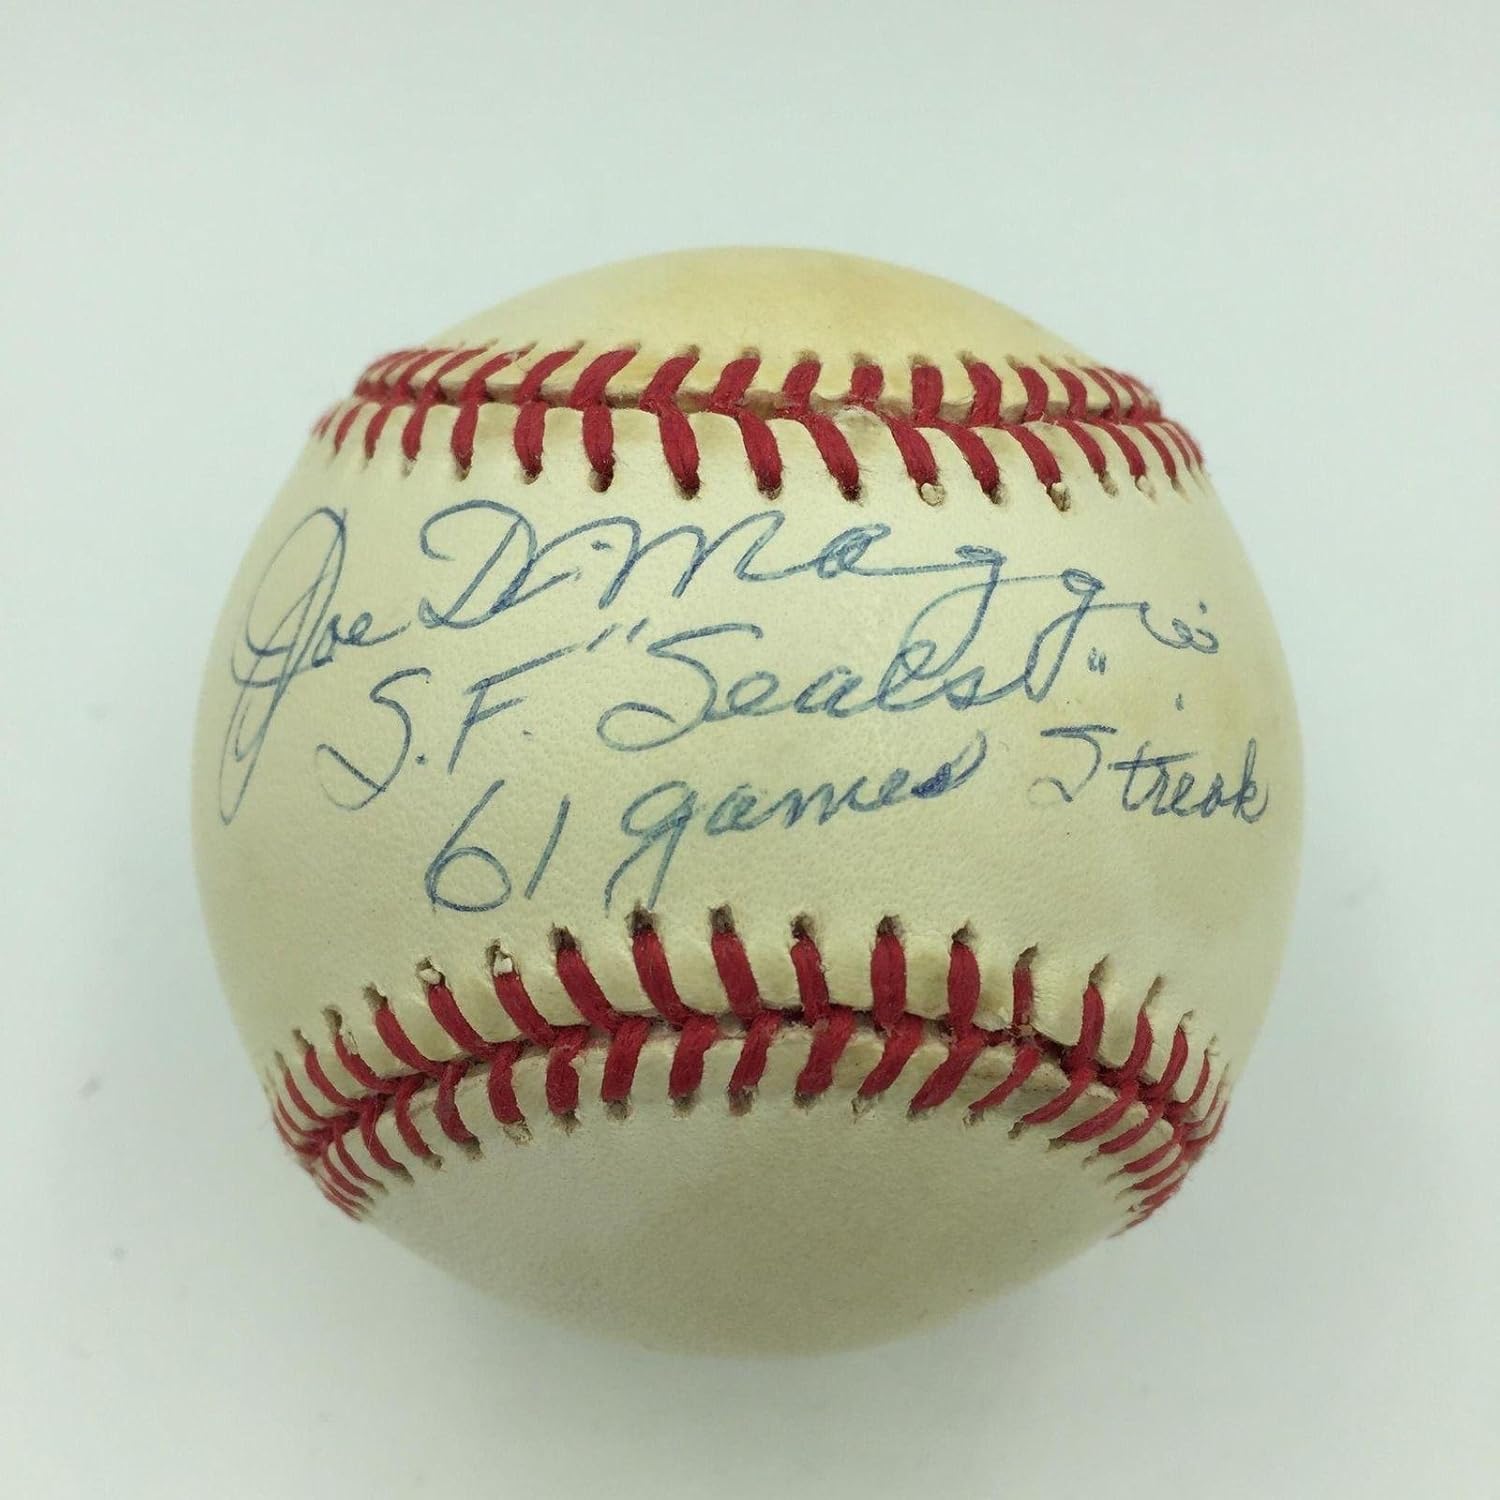 Joe DiMaggio
S.F. "Seals"
61 games Streak